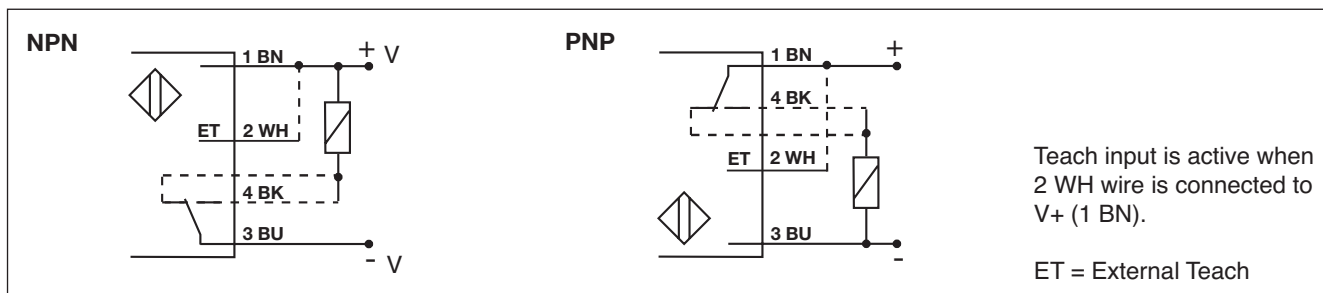 NPN
1 BN
+ V
ET 2 WH
4 BK
3 BU
- V
PNP
1 BN
+
4 BK
ET 2 WH
3 BU
-
Teach input is active when
2 WH wire is connected to
V+ (1 BN).
ET = External Teach